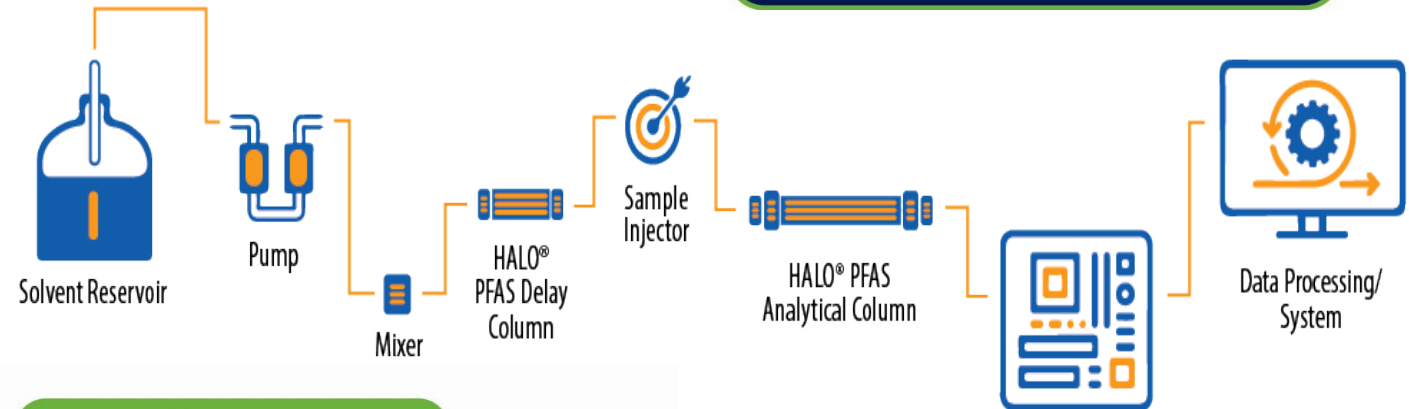 Solvent Reservoir
Pump
Mixer
HALO®
PFAS Delay
Column
Sample
Injector
HALO® PFAS
Analytical Column
Data Processing/
System